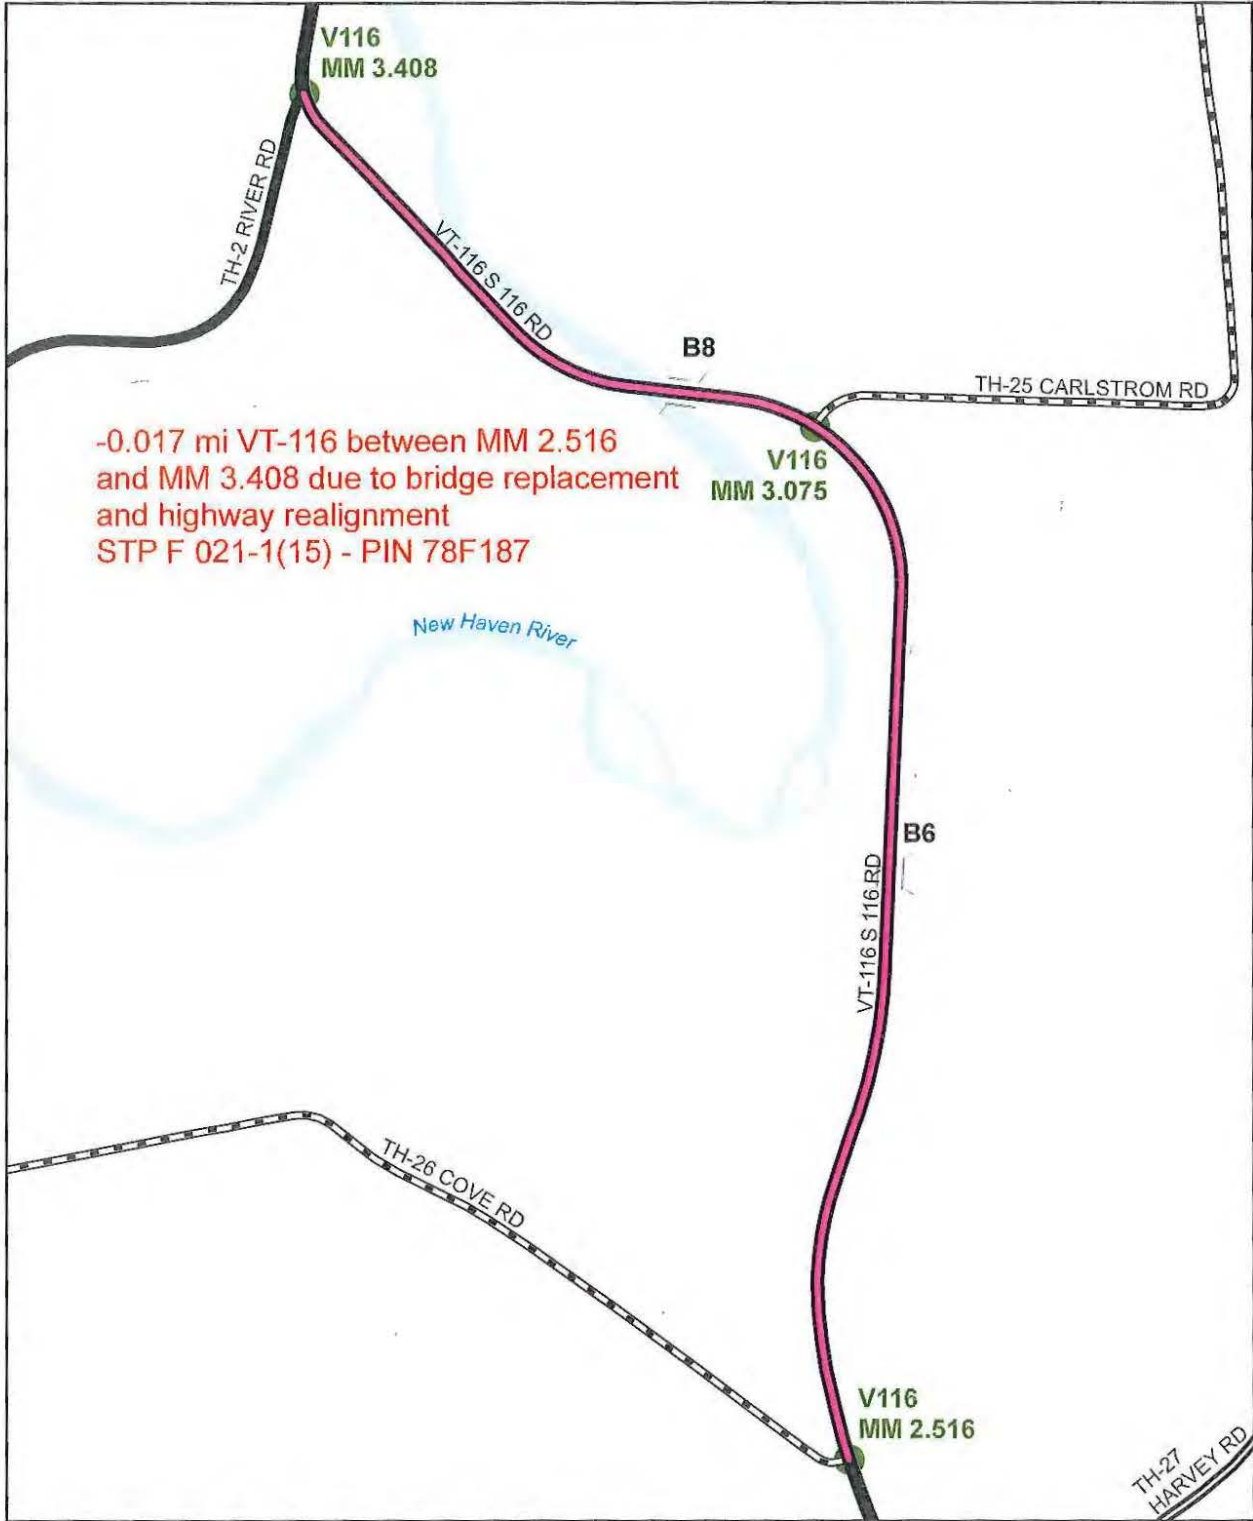 V116
MM 3.408
TH-2 RIVER RD
VT-116 S 116 RD
B8
TH-25 CARLSTROM RD
V116
MM 3.075
-0.017 mi VT-116 between MM 2.516
and MM 3.408 due to bridge replacement
and highway realignment
STP F 021-1(15) - PIN 78F187
New Haven River
B6
VT-116 S 116 RD
TH-26 COVE RD
V116
MM 2.516
TH-27
HARVEY RD